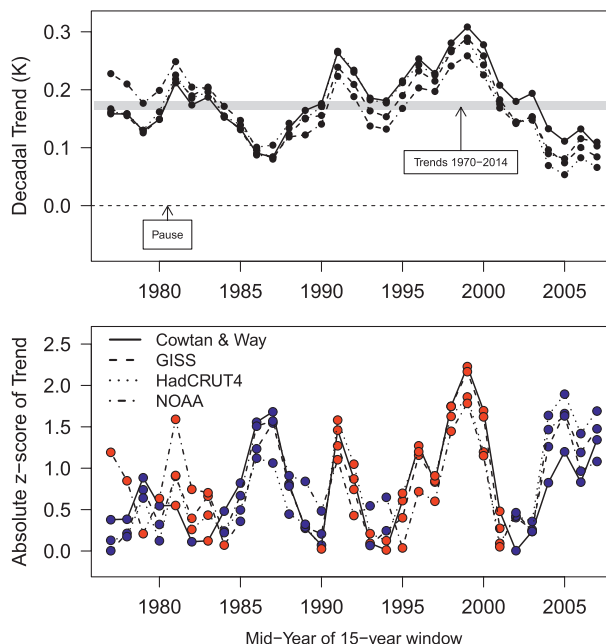 Decadal Trend (K)
0.3
0.2
0.1
0.0
Trends 1970−2014
Pause
1980 1985 1990 1995 2000 2005
Absolute z−score of Trend
2.5
2.0
1.5
1.0
0.5
0.0
Cowtan & Way
GISS
HadCRUT4
NOAA
1980 1985 1990 1995 2000 2005
Mid−Year of 15−year window